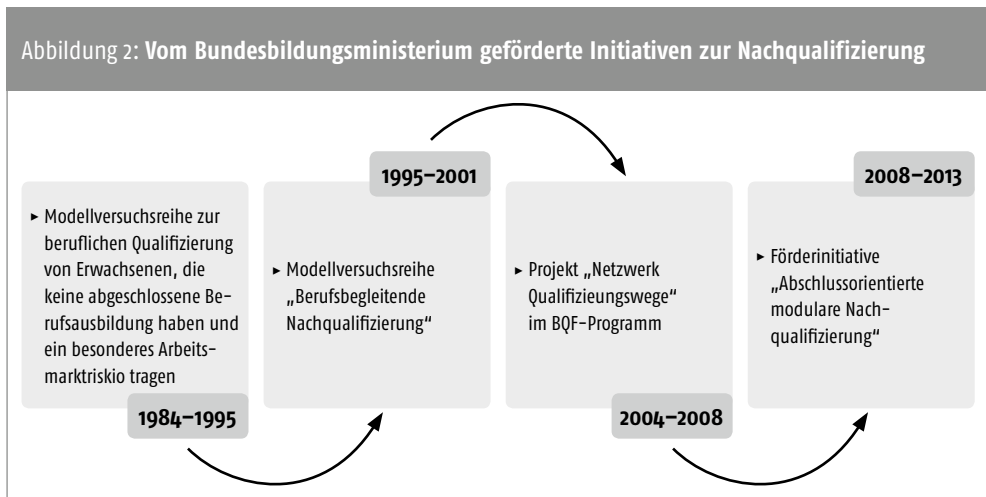 Abbildung 2: Vom Bundesbildungsministerium geförderte Initiativen zur Nachqualifizierung
▸ Modellversuchsreihe zur
beruflichen Qualifizierung
von Erwachsenen, die
keine abgeschlossene Be-
rufsausbildung haben und
ein besonderes Arbeits-
marktriskio tragen
1984–1995
1995–2001
▸ Modellversuchsreihe
„Berufsbegleitende
Nachqualifizierung“
▸ Projekt „Netzwerk
Qualifizieungswege“
im BQF-Programm
2004–2008
2008–2013
▸ Förderinitiative
„Abschlussorientierte
modulare Nach-
qualifizierung“